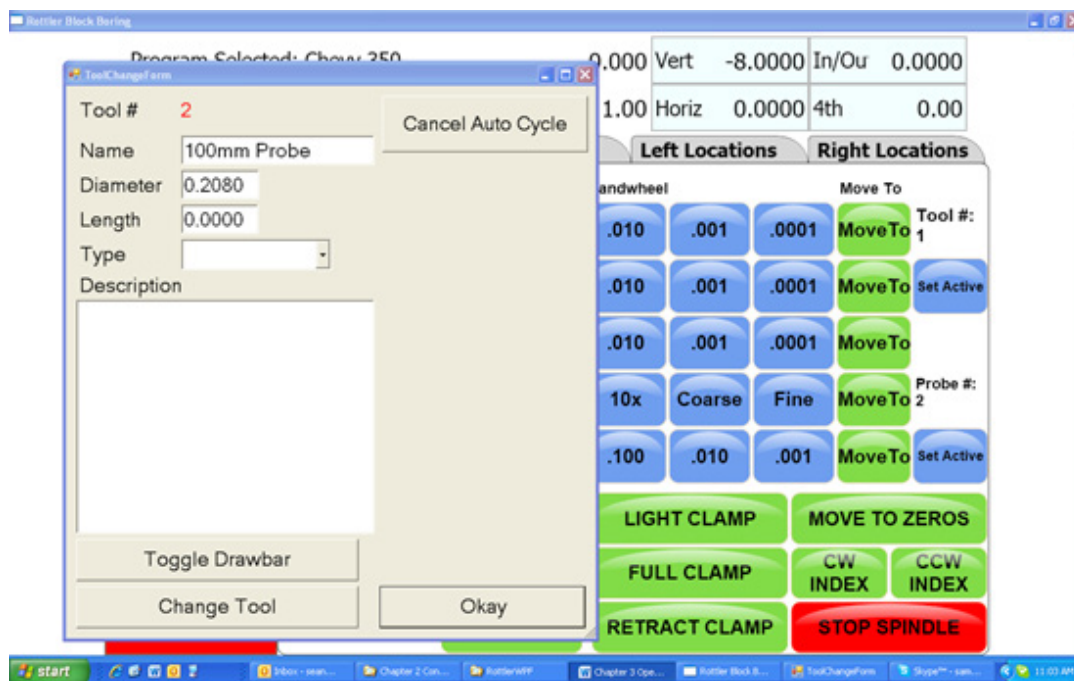 Rottler Block Boring
Program Selected: Chevy 350
0.000 Vert -8.0000 In/Ou 0.0000
1.00 Horiz 0.0000 4th 0.00
ToolChangeForm
Tool # 2
Cancel Auto Cycle
Name 100mm Probe
Diameter 0.2080
Length 0.0000
Type
Description
Toggle Drawbar
Change Tool
Okay
Left Locations Right Locations
andwheel Move To
.010 .001 .0001 MoveTo Tool #: 1
.010 .001 .0001 MoveTo Set Active
.010 .001 .0001 MoveTo
10x Coarse Fine MoveTo Probe #: 2
.100 .010 .001 MoveTo Set Active
LIGHT CLAMP MOVE TO ZEROS
FULL CLAMP CW INDEX CCW INDEX
RETRACT CLAMP STOP SPINDLE
start Inbox - sean... Chapter 2 Con... RottlerWPF Chapter 3 Ope... Rottler Block B... ToolChangeForm Skype™ - sam... 11:03 AM